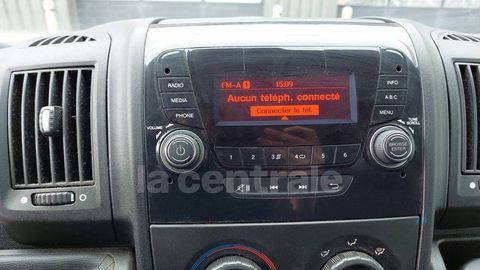 FM-A 1 15:09
Aucun téléph. connecté
Connecter le tél.
RADIO
MEDIA
PHONE
INFO
A B C
MENU
VOLUME
TUNE
SCROLL
BROWSE
ENTER
1 2 3 4 5 6
la centrale